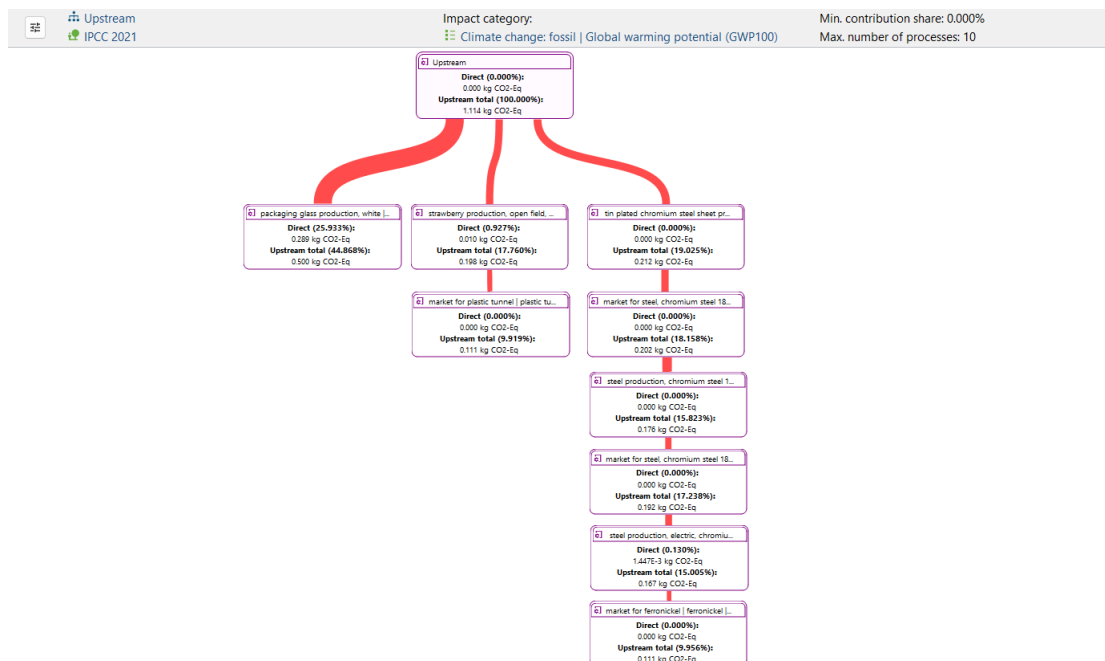 Upstream
IPCC 2021
Impact category:
Climate change: fossil | Global warming potential (GWP100)
Min. contribution share: 0.000%
Max. number of processes: 10
Upstream
Direct (0.000%):
0.000 kg CO2-Eq
Upstream total (100.000%):
1.114 kg CO2-Eq
packaging glass production, white |...
Direct (25.933%):
0.289 kg CO2-Eq
Upstream total (44.868%):
0.500 kg CO2-Eq
strawberry production, open field, ...
Direct (0.927%):
0.010 kg CO2-Eq
Upstream total (17.760%):
0.198 kg CO2-Eq
tin plated chromium steel sheet pr...
Direct (0.000%):
0.000 kg CO2-Eq
Upstream total (19.025%):
0.212 kg CO2-Eq
market for plastic tunnel | plastic tu...
Direct (0.000%):
0.000 kg CO2-Eq
Upstream total (9.919%):
0.111 kg CO2-Eq
market for steel, chromium steel 18...
Direct (0.000%):
0.000 kg CO2-Eq
Upstream total (18.158%):
0.202 kg CO2-Eq
steel production, chromium steel 1...
Direct (0.000%):
0.000 kg CO2-Eq
Upstream total (15.823%):
0.176 kg CO2-Eq
market for steel, chromium steel 18...
Direct (0.000%):
0.000 kg CO2-Eq
Upstream total (17.238%):
0.192 kg CO2-Eq
steel production, electric, chromiu...
Direct (0.130%):
1.447E-3 kg CO2-Eq
Upstream total (15.005%):
0.167 kg CO2-Eq
market for ferronickel | ferronickel |...
Direct (0.000%):
0.000 kg CO2-Eq
Upstream total (9.956%):
0.111 kg CO2-Eq